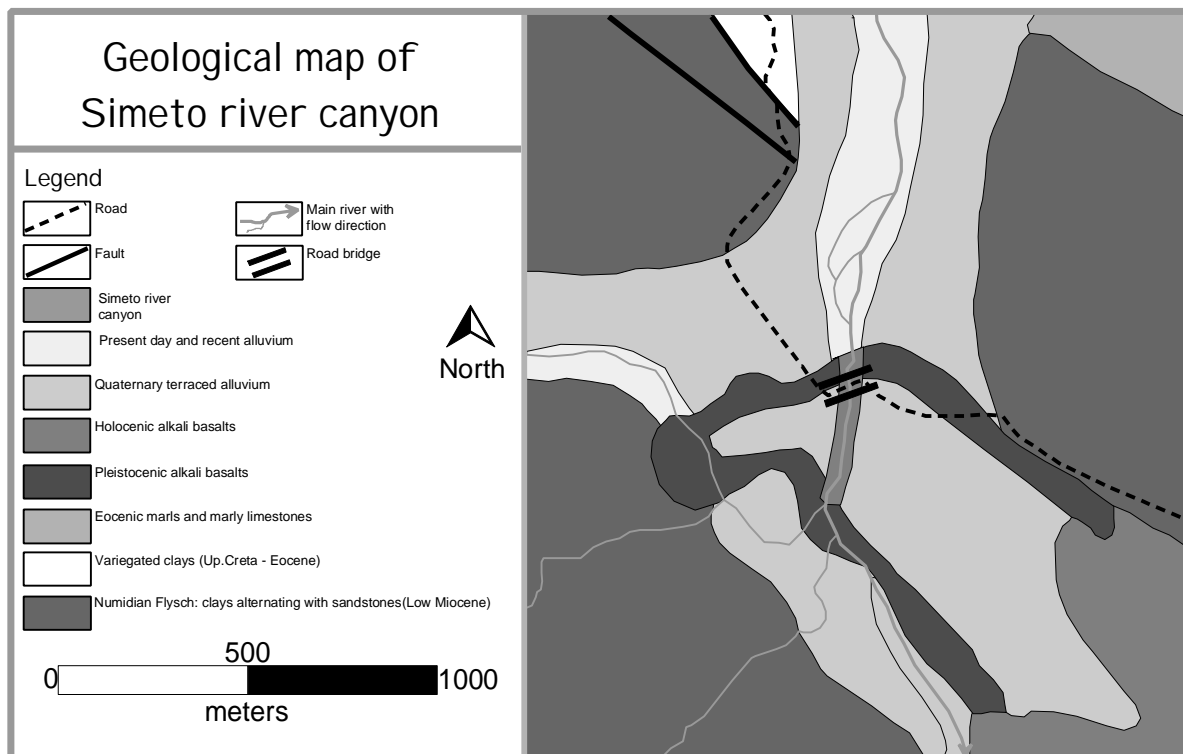 Geological map of
Simeto river canyon
Legend
Road
Main river with
flow direction
Fault
Road bridge
Simeto river
canyon
Present day and recent alluvium
North
Quaternary terraced alluvium
Holocenic alkali basalts
Pleistocenic alkali basalts
Eocenic marls and marly limestones
Variegated clays (Up.Creta - Eocene)
Numidian Flysch: clays alternating with sandstones(Low Miocene)
500
0
1000
meters